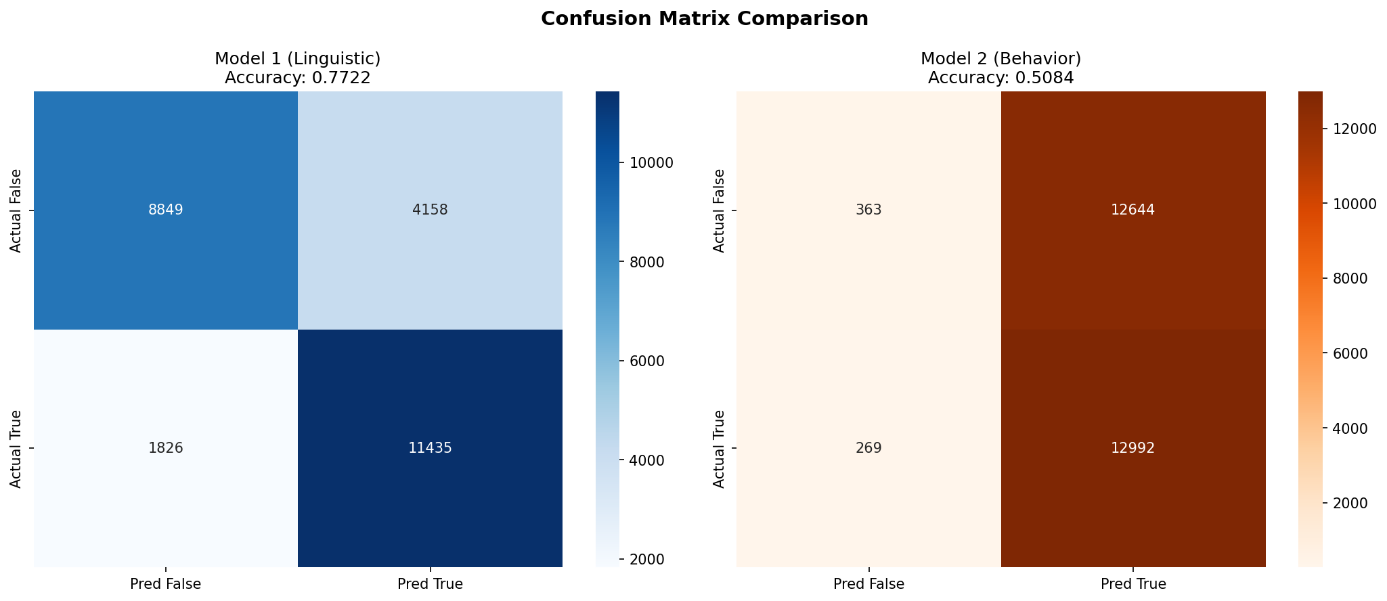 Confusion Matrix Comparison
Model 1 (Linguistic)
Accuracy: 0.7722
Actual False
8849
4158
Actual True
1826
11435
Pred False
Pred True
10000
8000
6000
4000
2000
Model 2 (Behavior)
Accuracy: 0.5084
Actual False
363
12644
Actual True
269
12992
Pred False
Pred True
12000
10000
8000
6000
4000
2000